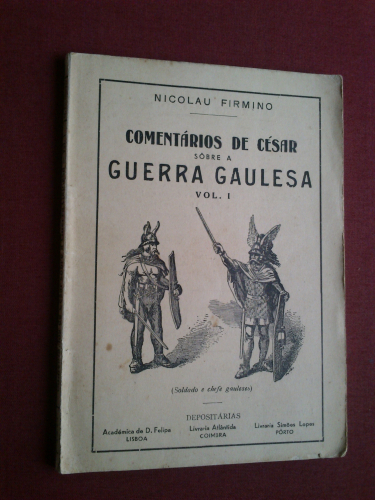 NICOLAU FIRMINO
COMENTÁRIOS DE CÉSAR
SÔBRE A
GUERRA GAULESA
VOL. I
(Soldado e chefe gauleses)
DEPOSITÁRIAS
Académica de D. Felipa Livraria Atlântida Livraria Simões Lopes
LISBOA COIMBRA PÔRTO